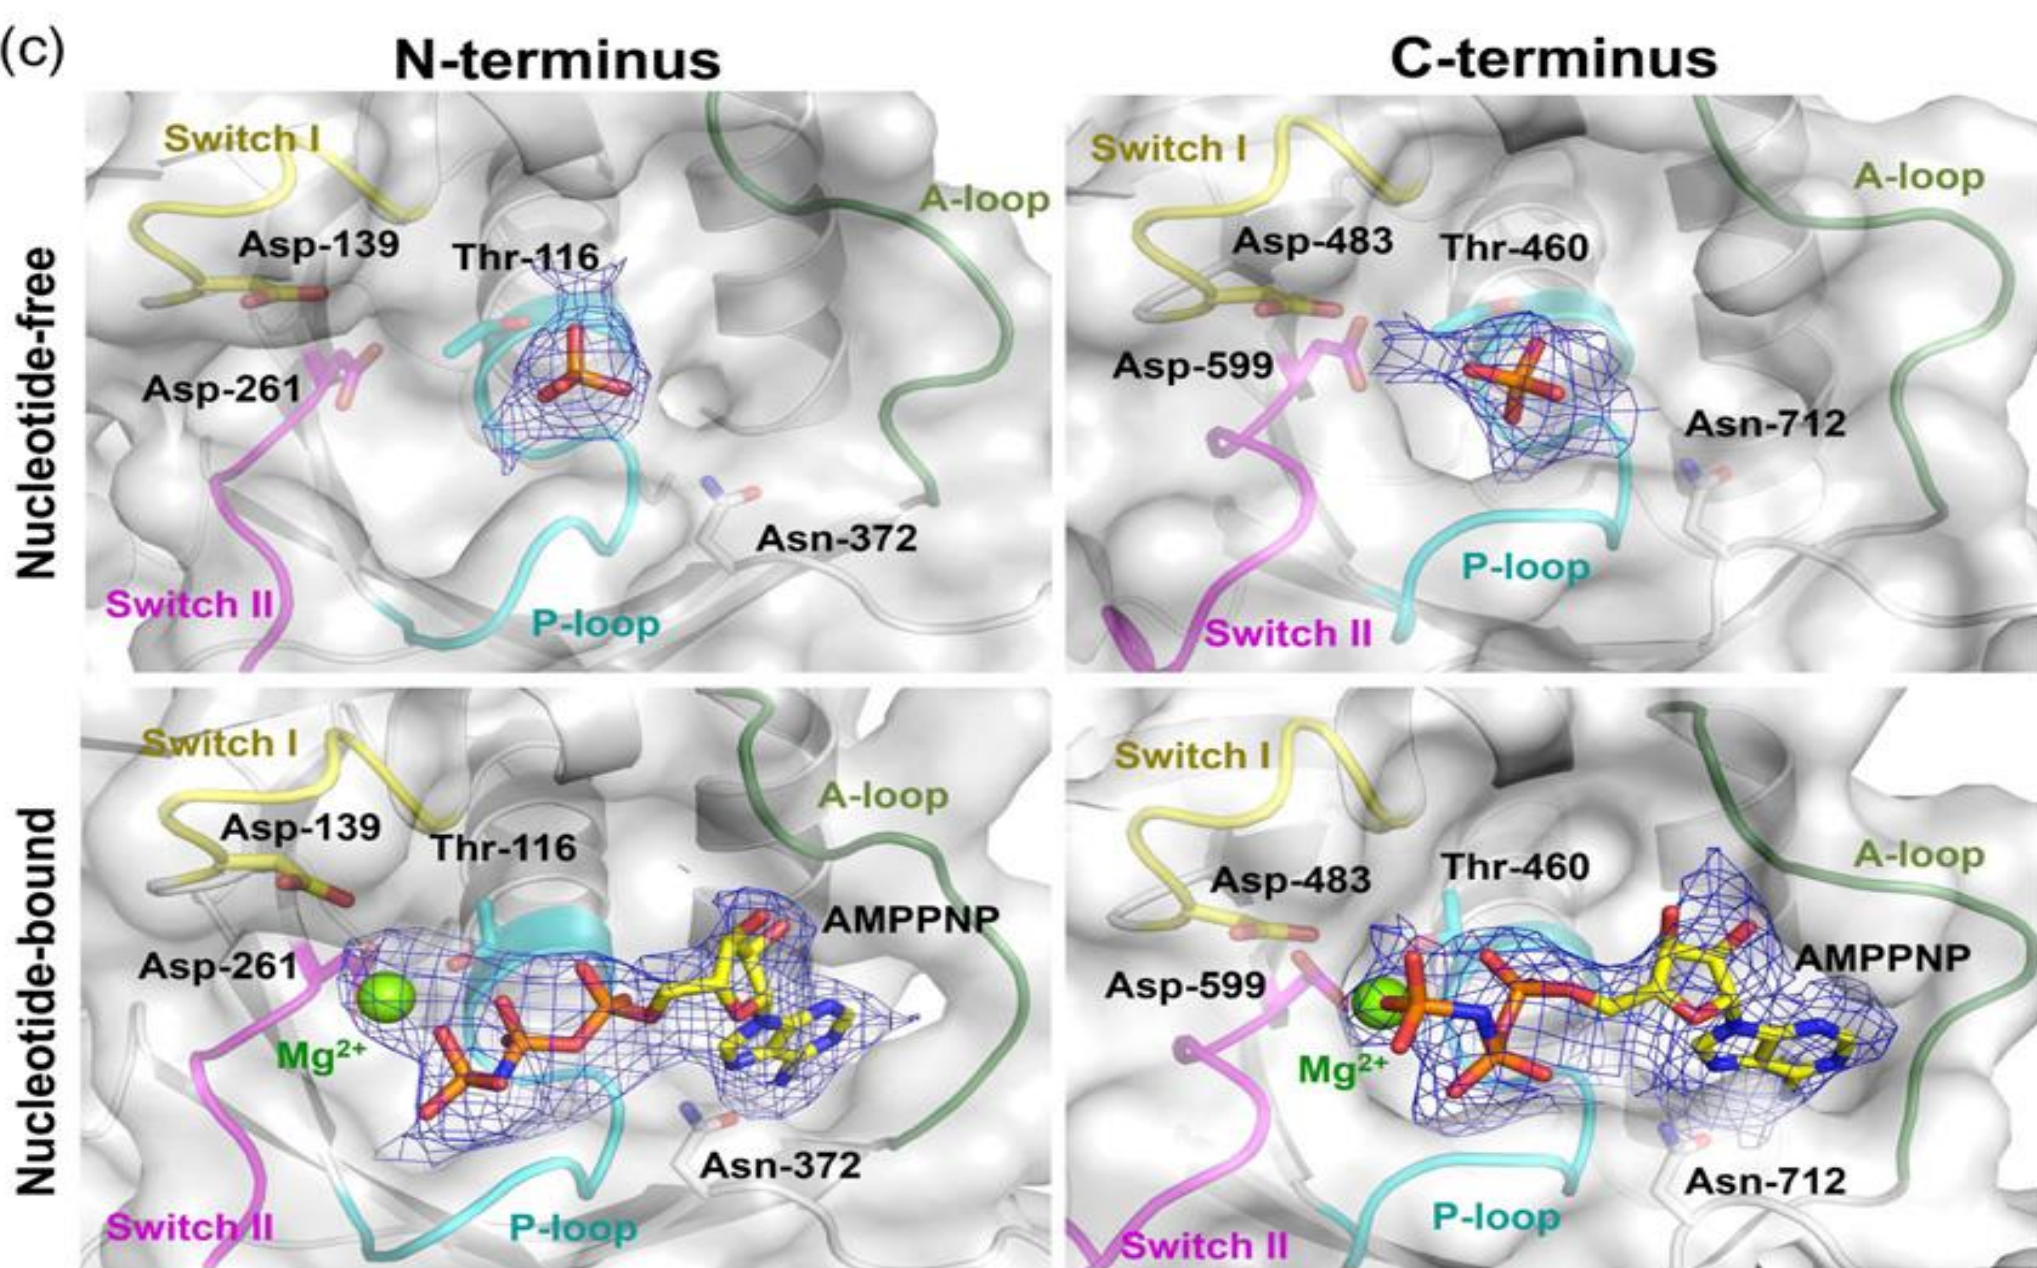 (c)
N-terminus
C-terminus
Nucleotide-free
Switch I
A-loop
Asp-139
Thr-116
Asp-261
Asn-372
Switch II
P-loop
Switch I
A-loop
Asp-483
Thr-460
Asp-599
Asn-712
P-loop
Switch II
Nucleotide-bound
Switch I
A-loop
Asp-139
Thr-116
AMPPNP
Asp-261
Mg²⁺
Asn-372
Switch II
P-loop
Switch I
A-loop
Asp-483
Thr-460
AMPPNP
Asp-599
Mg²⁺
Asn-712
P-loop
Switch II